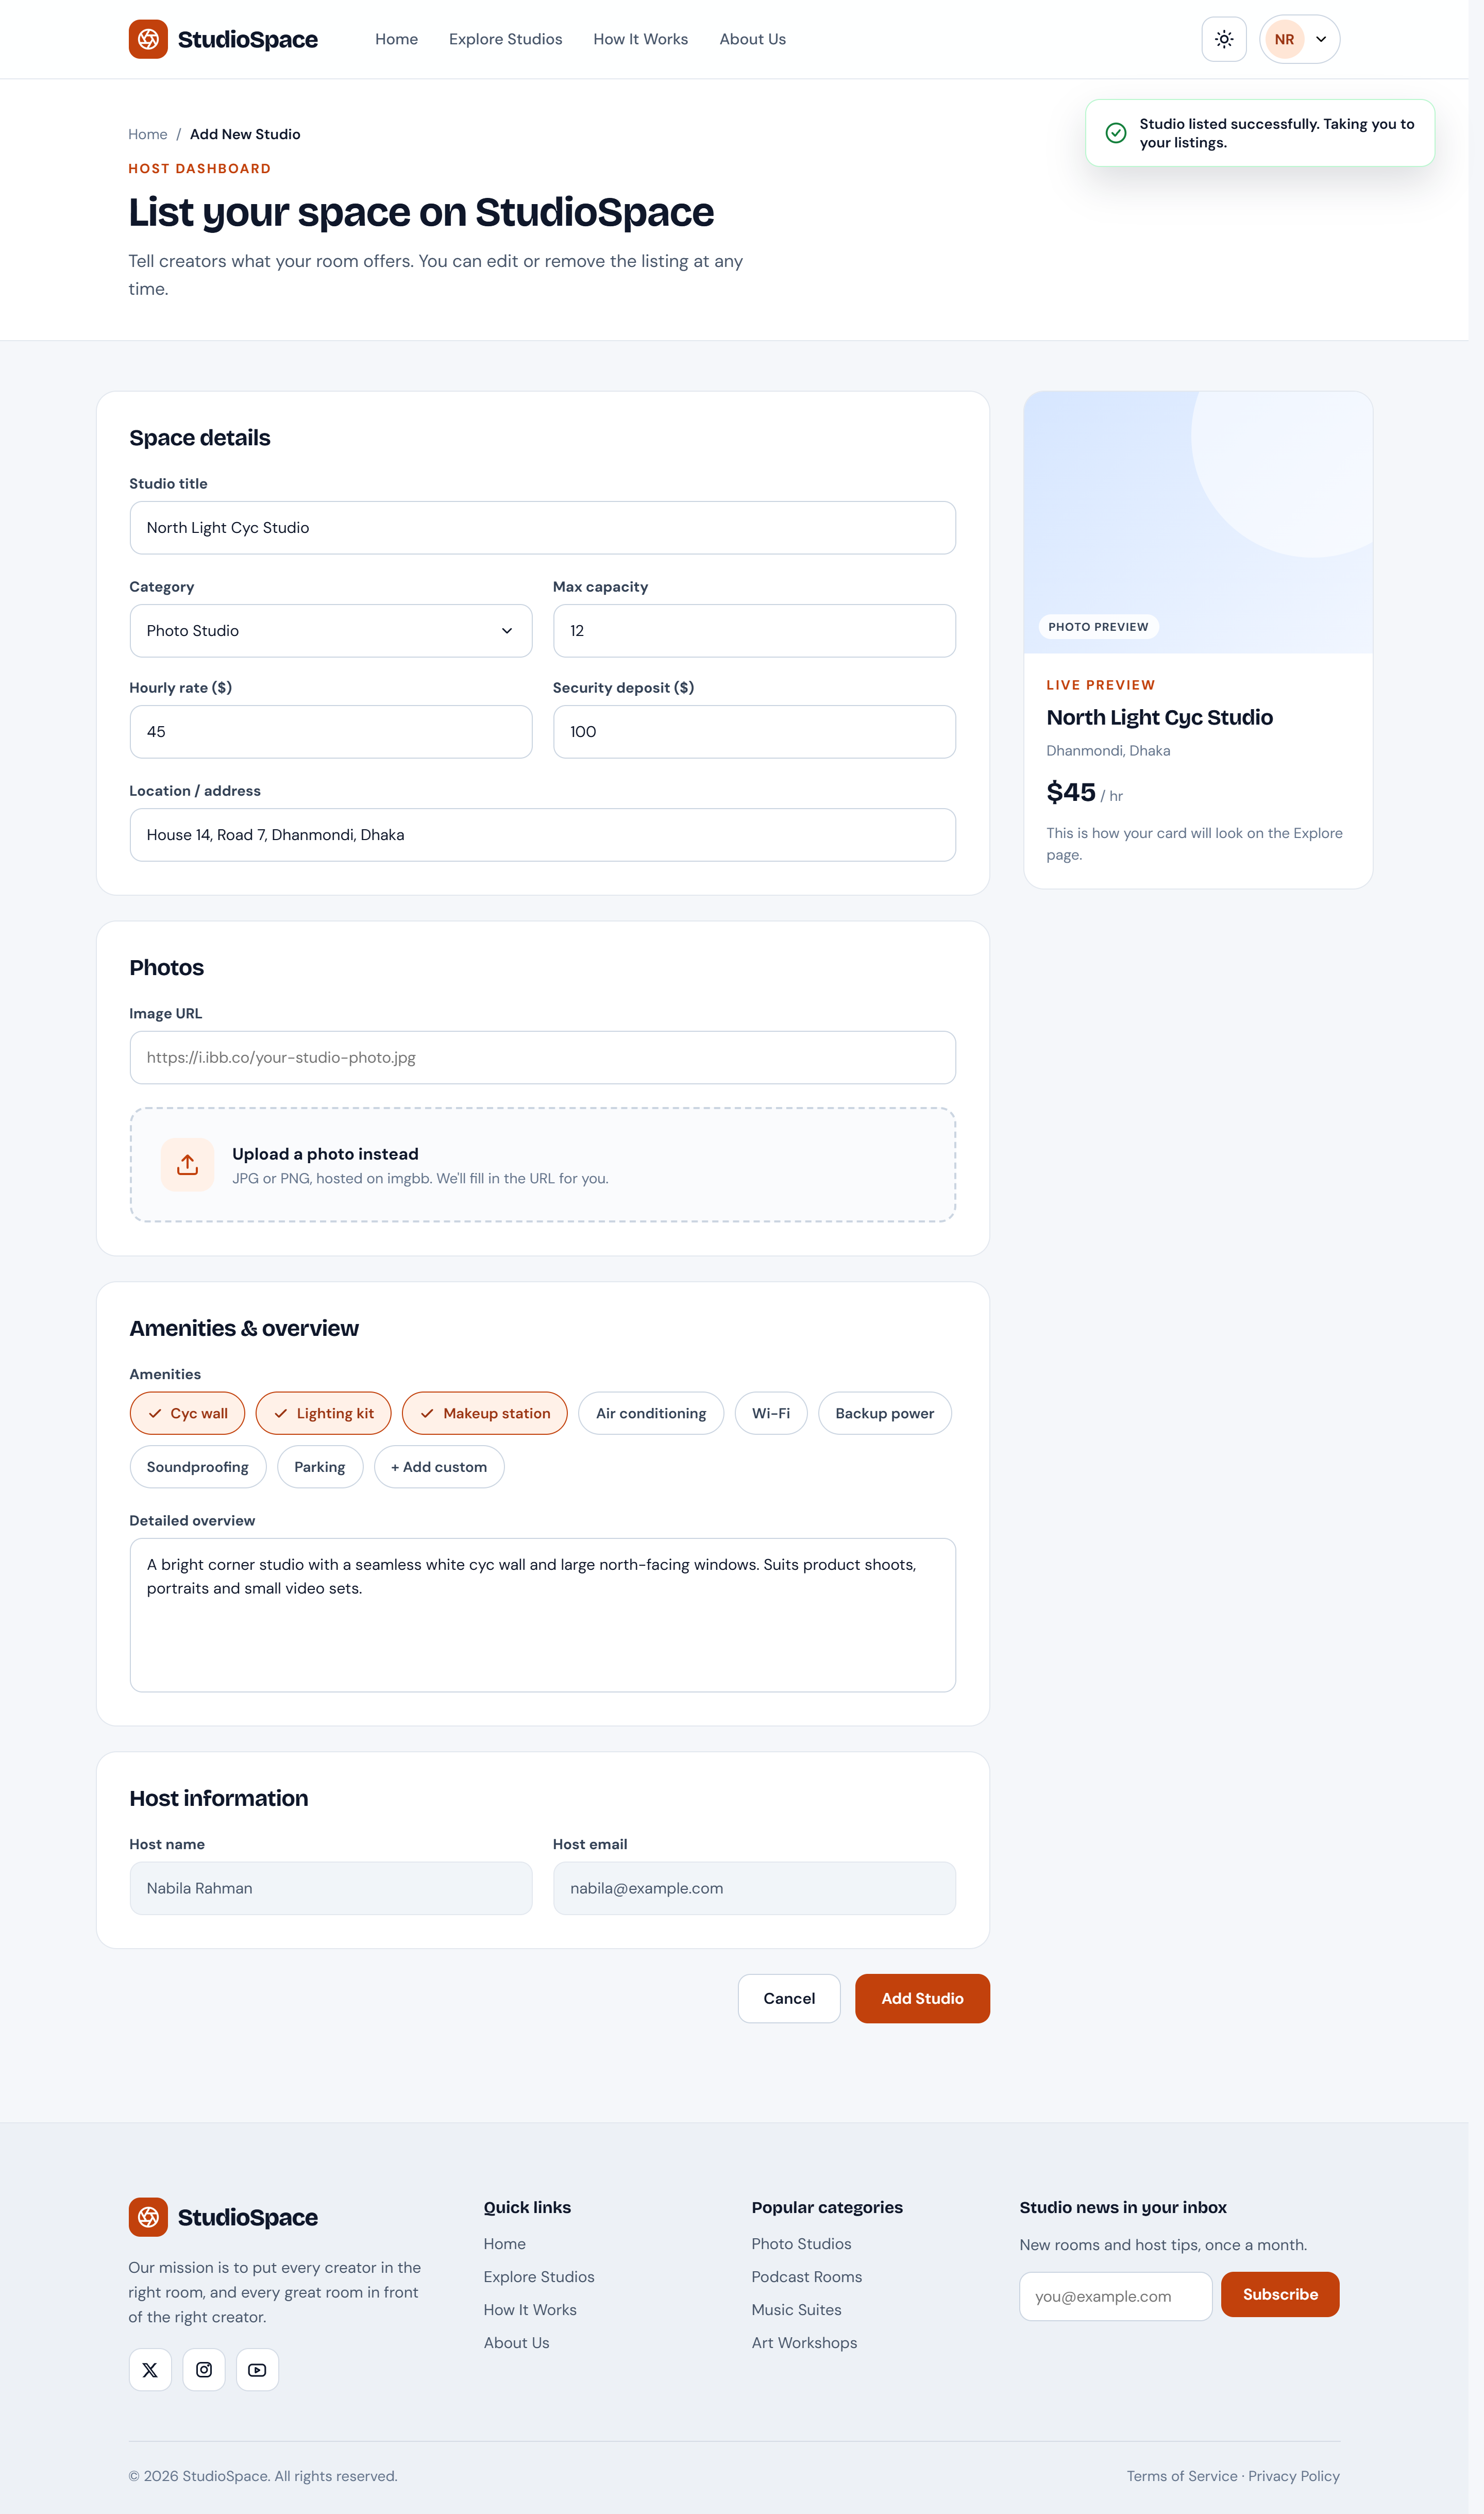 StudioSpace
Home
Explore Studios
How It Works
About Us
NR
Studio listed successfully. Taking you to
your listings.
Home / Add New Studio
HOST DASHBOARD
List your space on StudioSpace
Tell creators what your room offers. You can edit or remove the listing at any
time.
Space details
Studio title
North Light Cyc Studio
Category
Photo Studio
Max capacity
12
Hourly rate ($)
45
Security deposit ($)
100
Location / address
House 14, Road 7, Dhanmondi, Dhaka
PHOTO PREVIEW
LIVE PREVIEW
North Light Cyc Studio
Dhanmondi, Dhaka
$45 / hr
This is how your card will look on the Explore
page.
Photos
Image URL
https://i.ibb.co/your-studio-photo.jpg
Upload a photo instead
JPG or PNG, hosted on imgbb. We'll fill in the URL for you.
Amenities & overview
Amenities
Cyc wall
Lighting kit
Makeup station
Air conditioning
Wi-Fi
Backup power
Soundproofing
Parking
+ Add custom
Detailed overview
A bright corner studio with a seamless white cyc wall and large north-facing windows. Suits product shoots,
portraits and small video sets.
Host information
Host name
Nabila Rahman
Host email
nabila@example.com
Cancel
Add Studio
StudioSpace
Our mission is to put every creator in the
right room, and every great room in front
of the right creator.
Quick links
Home
Explore Studios
How It Works
About Us
Popular categories
Photo Studios
Podcast Rooms
Music Suites
Art Workshops
Studio news in your inbox
New rooms and host tips, once a month.
you@example.com
Subscribe
© 2026 StudioSpace. All rights reserved.
Terms of Service · Privacy Policy